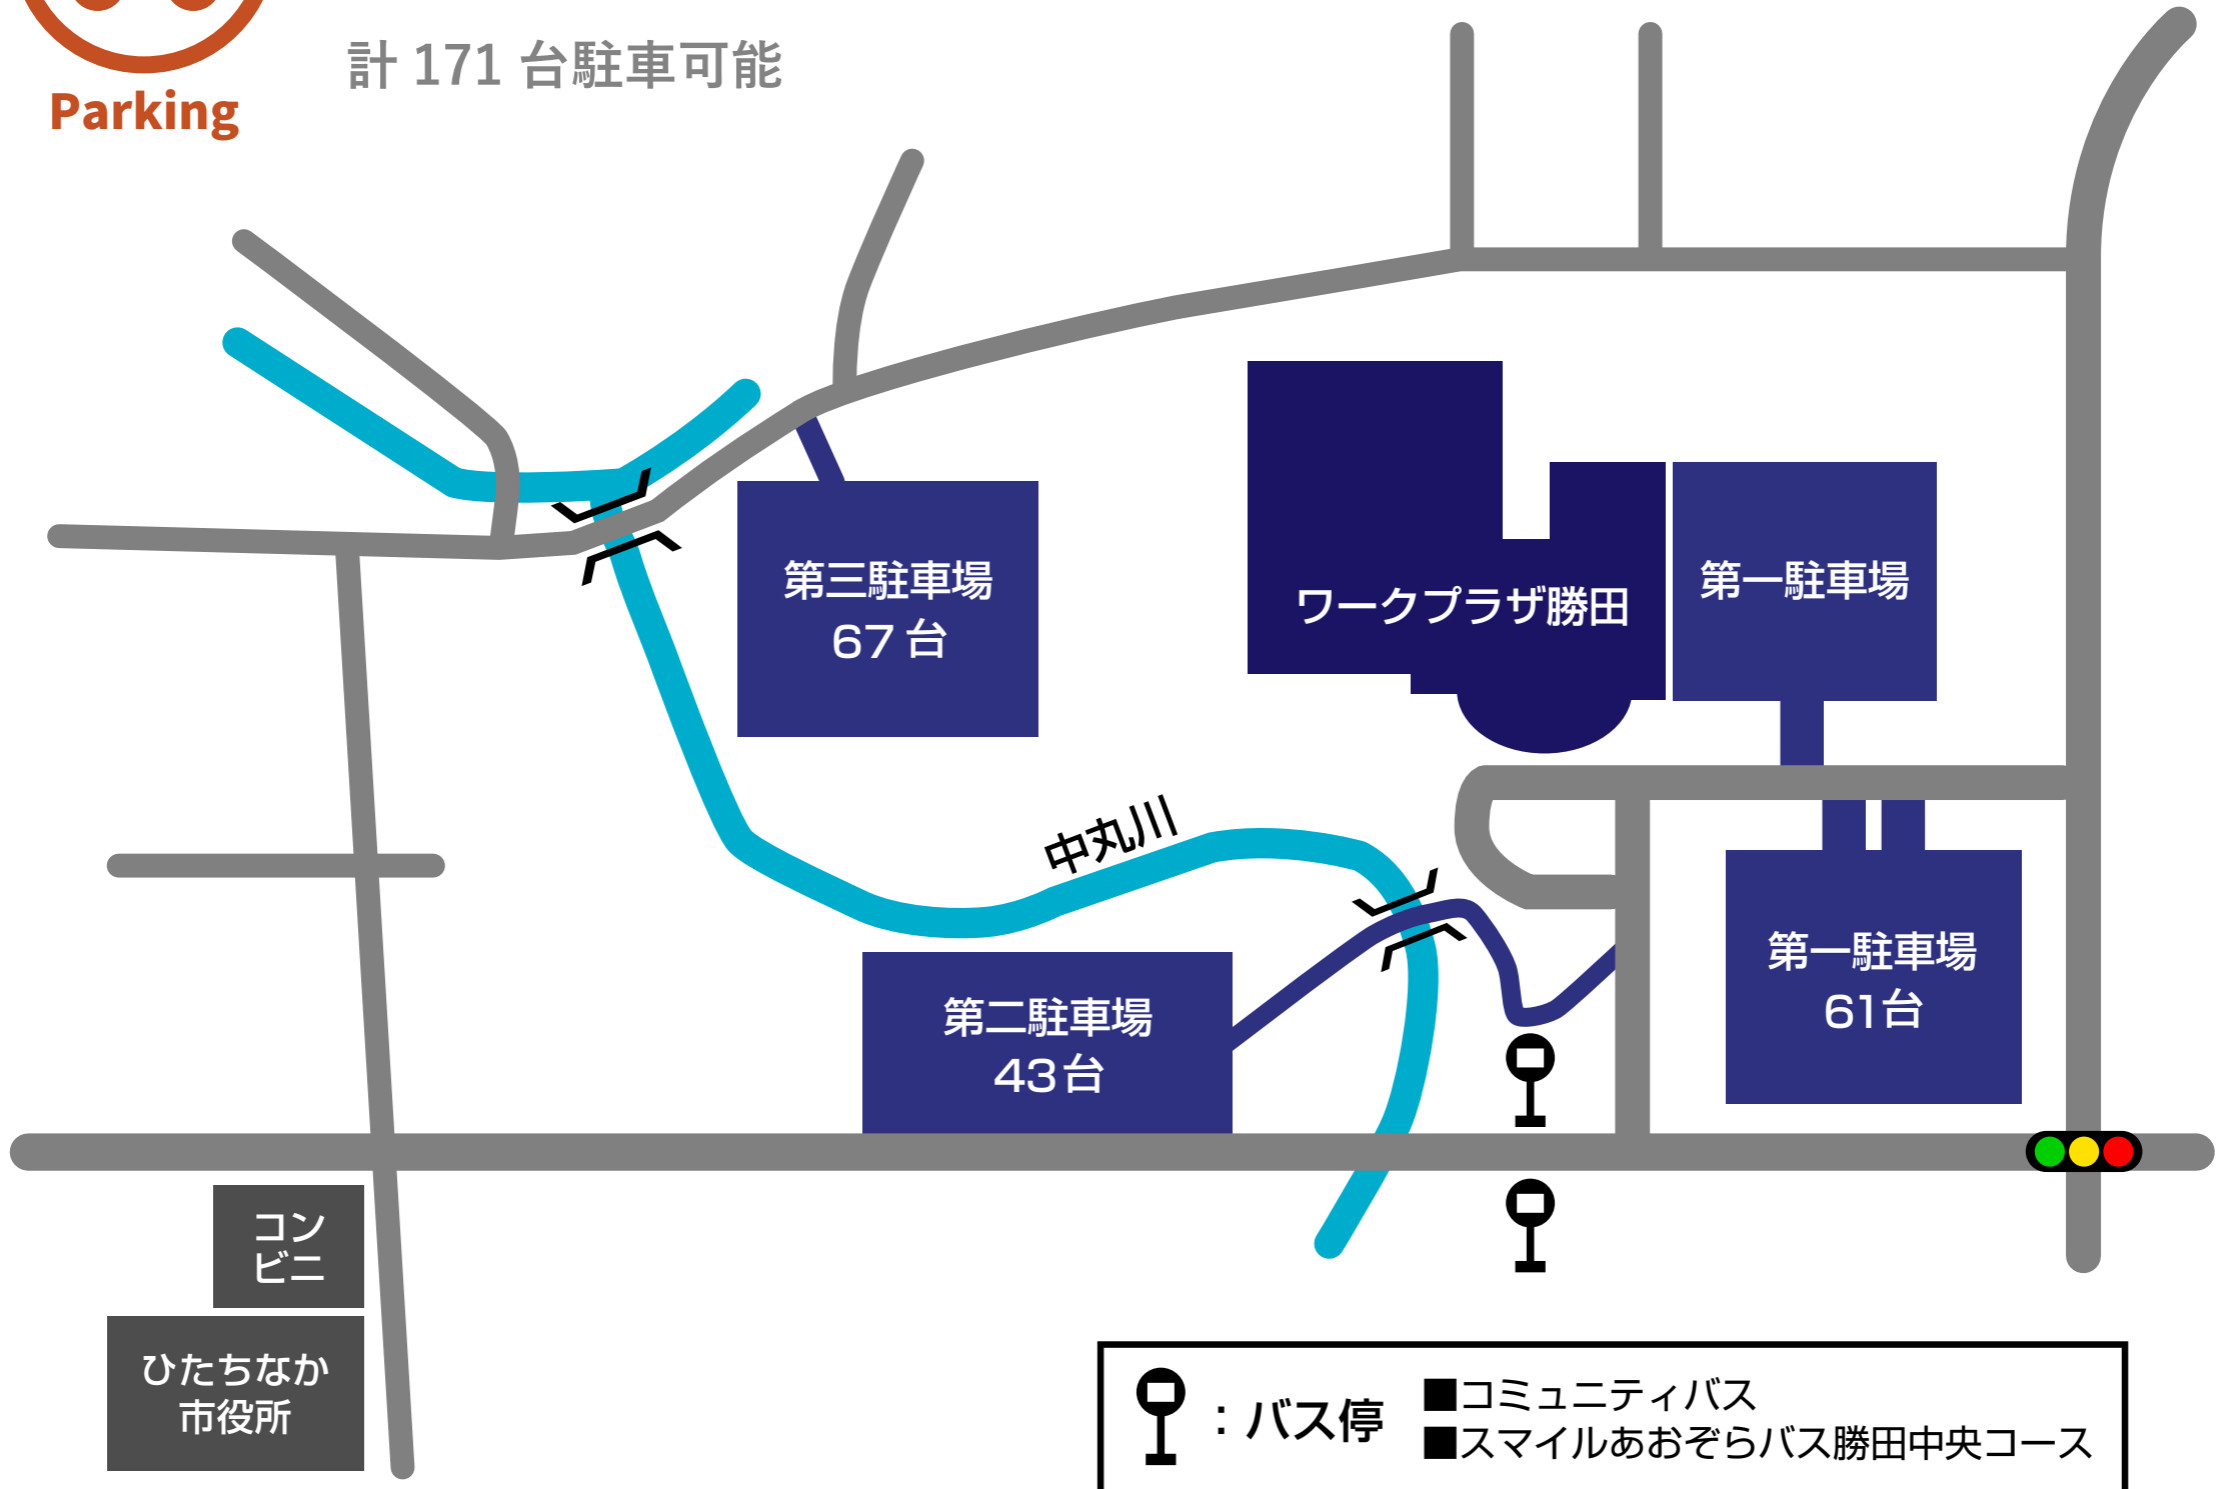 計 171 台駐車可能
Parking
第三駐車場
67台
ワークプラザ勝田
第一駐車場
中丸川
第二駐車場
43台
第一駐車場
61台
コン
ビニ
ひたちなか
市役所
：バス停
■コミュニティバス
■スマイルあおぞらバス勝田中央コース